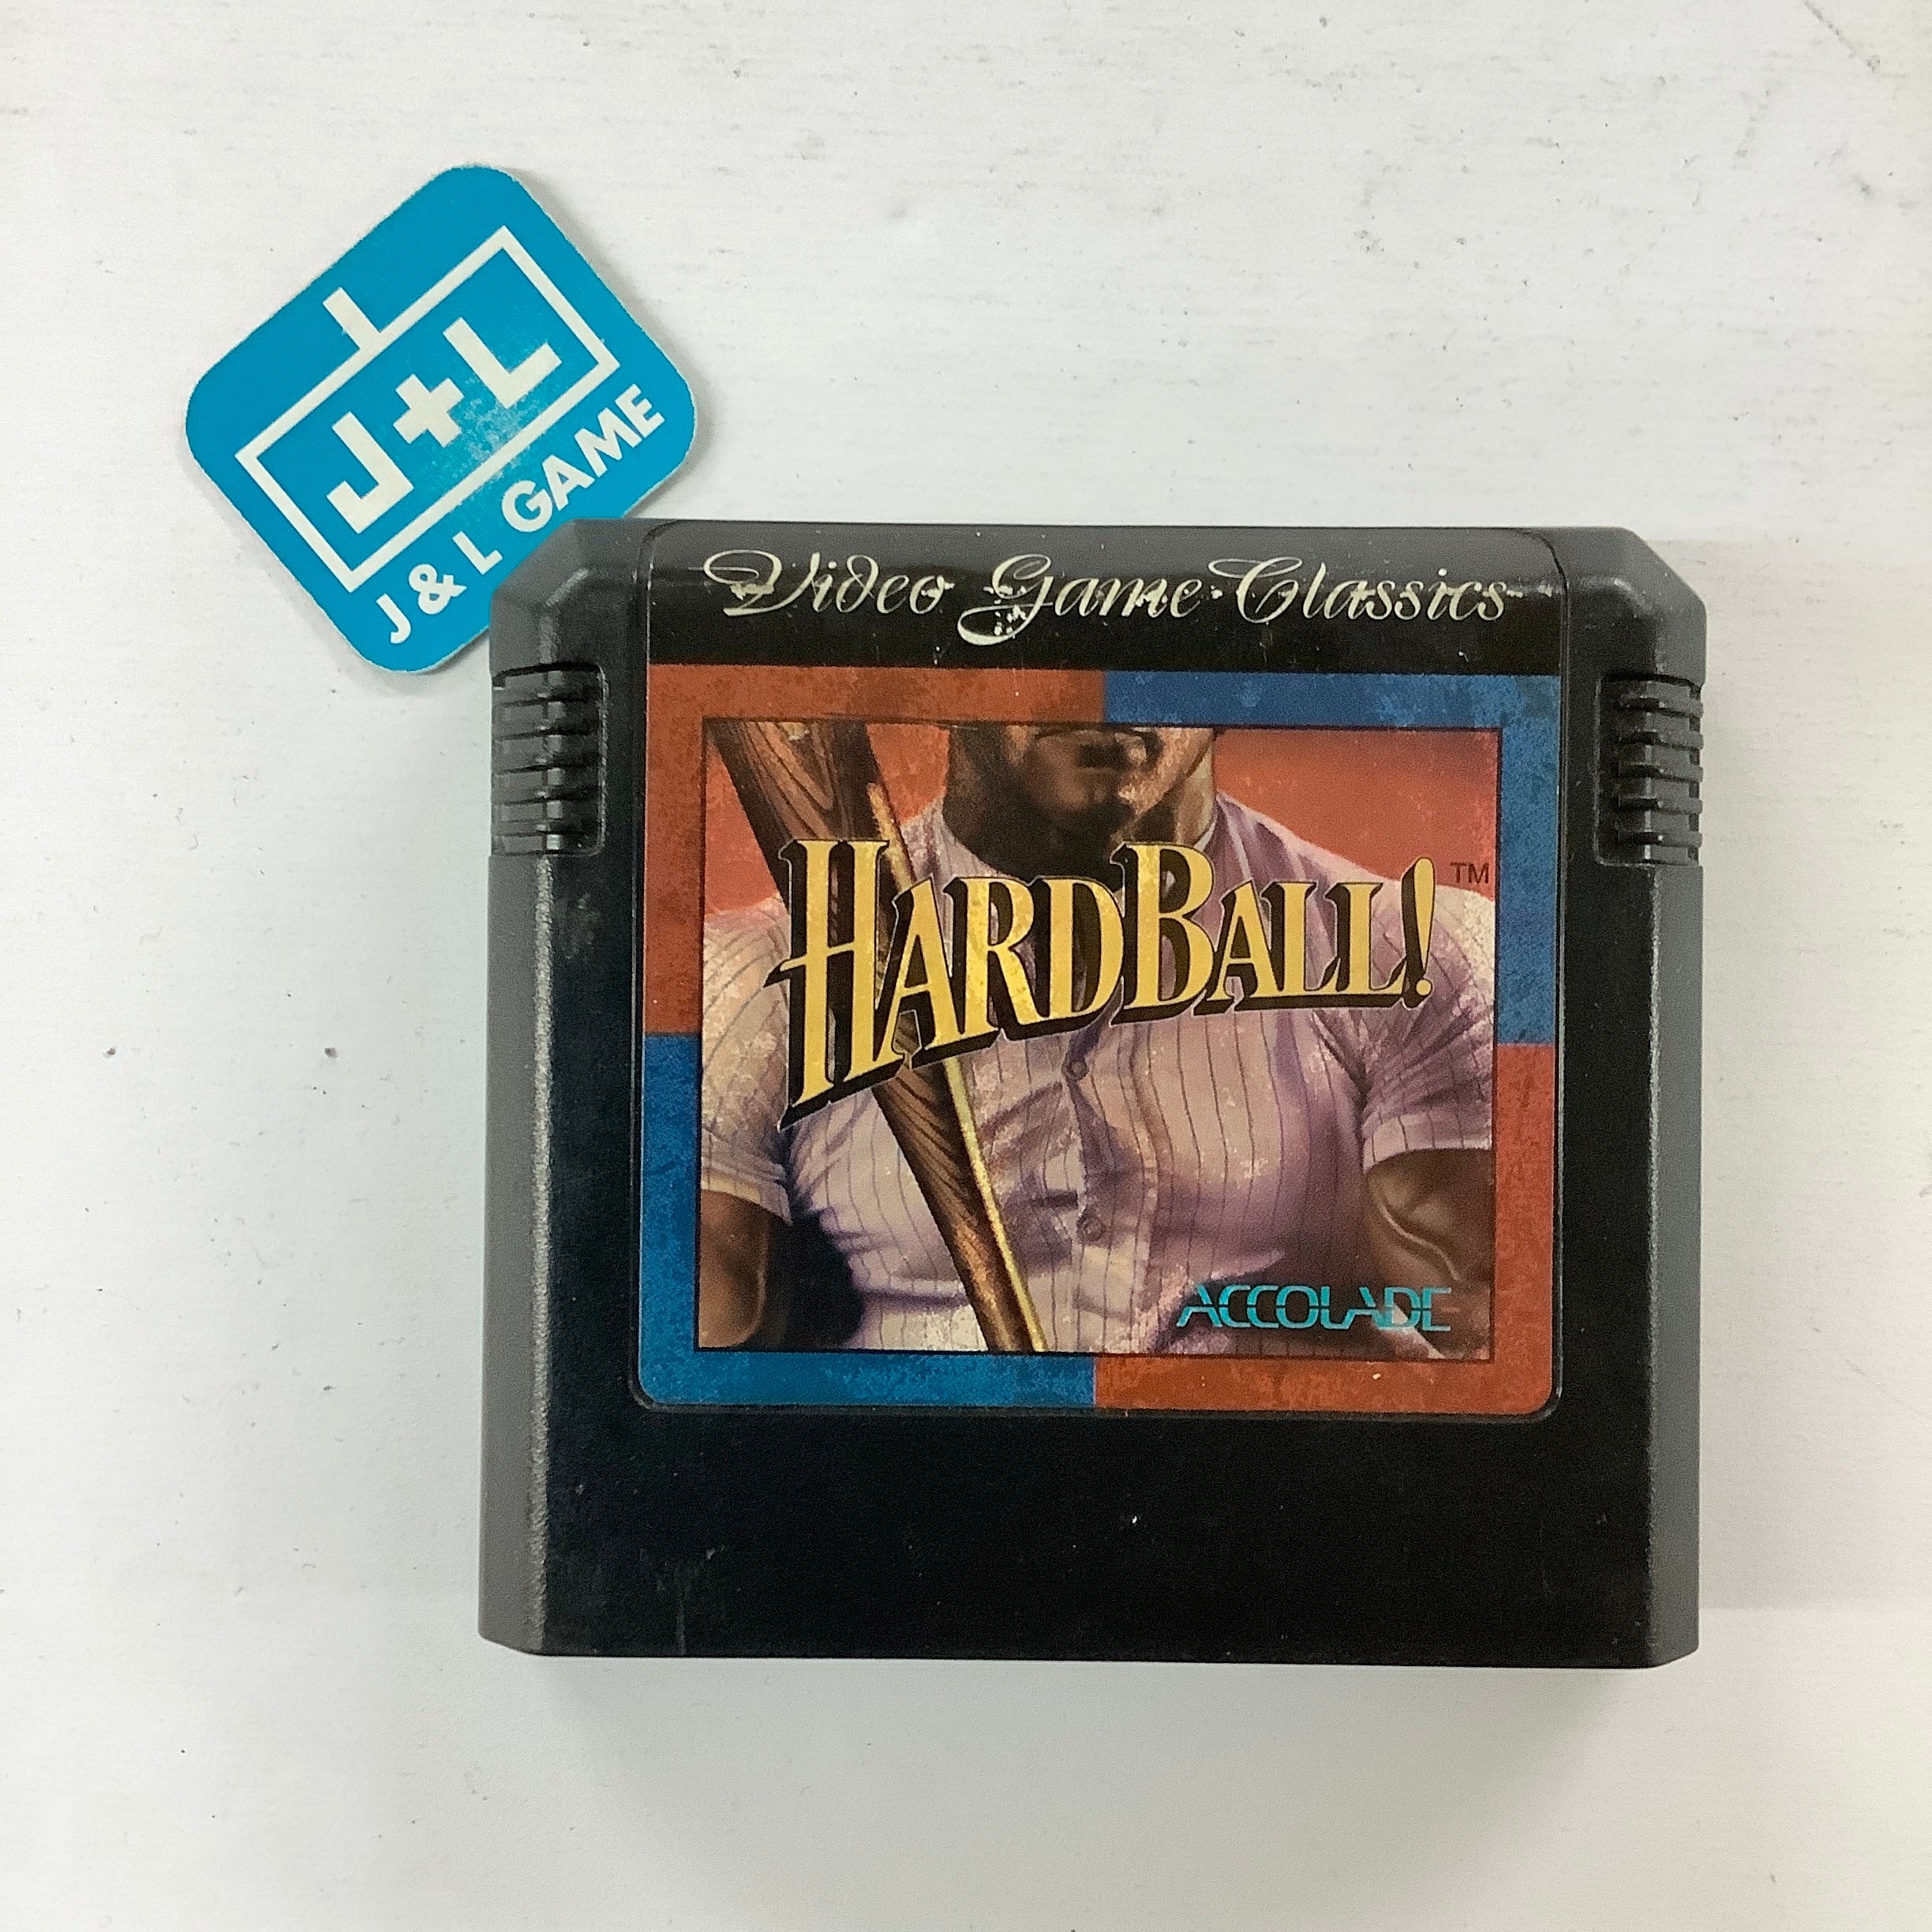 J+L
J & L GAME
Video Game Classics
HARDBALL! TM
ACCOLADE